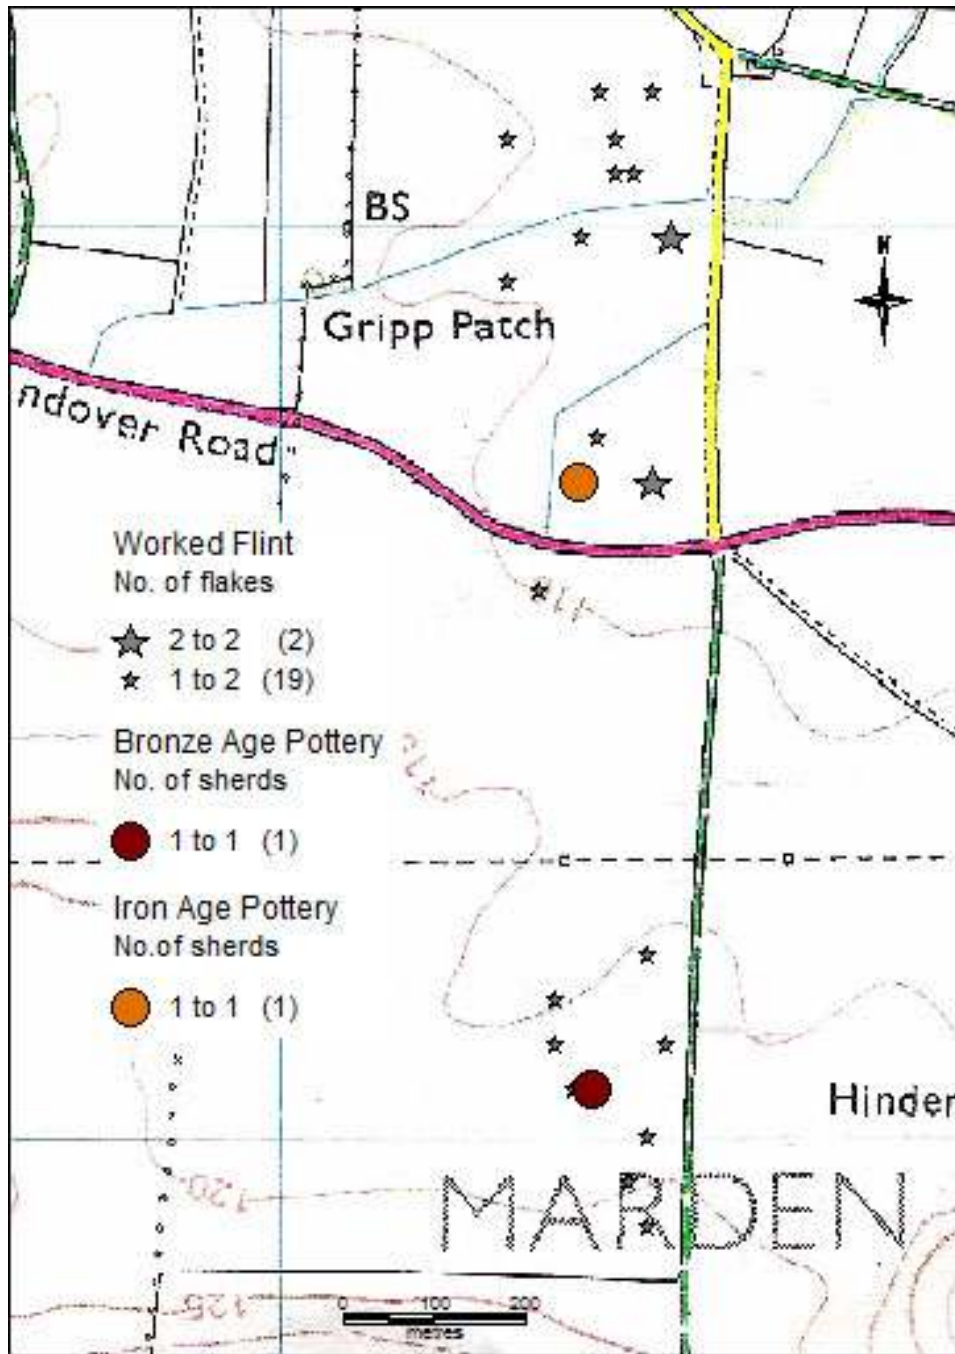 BS
N
Gripp Patch
ndover Road
Worked Flint
No. of flakes
2 to 2 (2)
1 to 2 (19)
Bronze Age Pottery
No. of sherds
1 to 1 (1)
Iron Age Pottery
No.of sherds
1 to 1 (1)
Hinder
MARDEN
120
125
0 100 200
metres